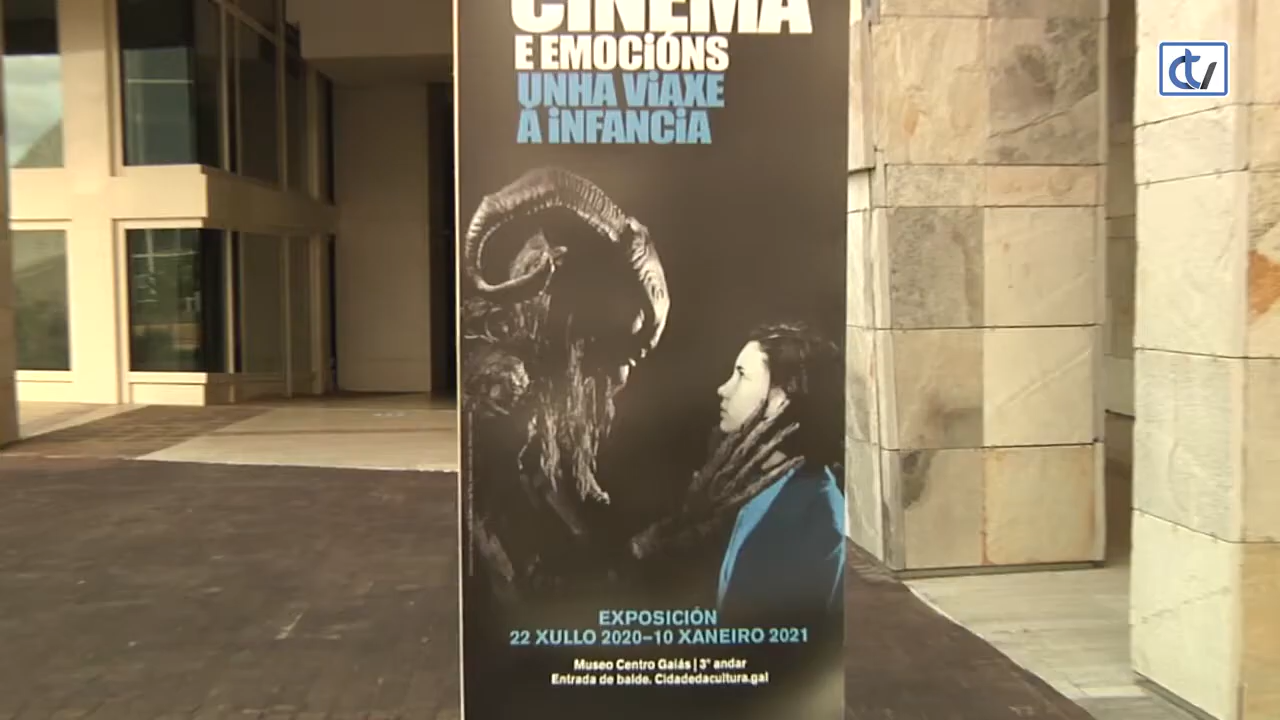 CINEMA
E EMOCiÓNS
UNHA ViAXE
Á iNFANCiA
EXPOSICIÓN
22 XULLO 2020–10 XANEIRO 2021
Museo Centro Gaiás | 3º andar
Entrada de balde. Cidadedacultura.gal
ctv